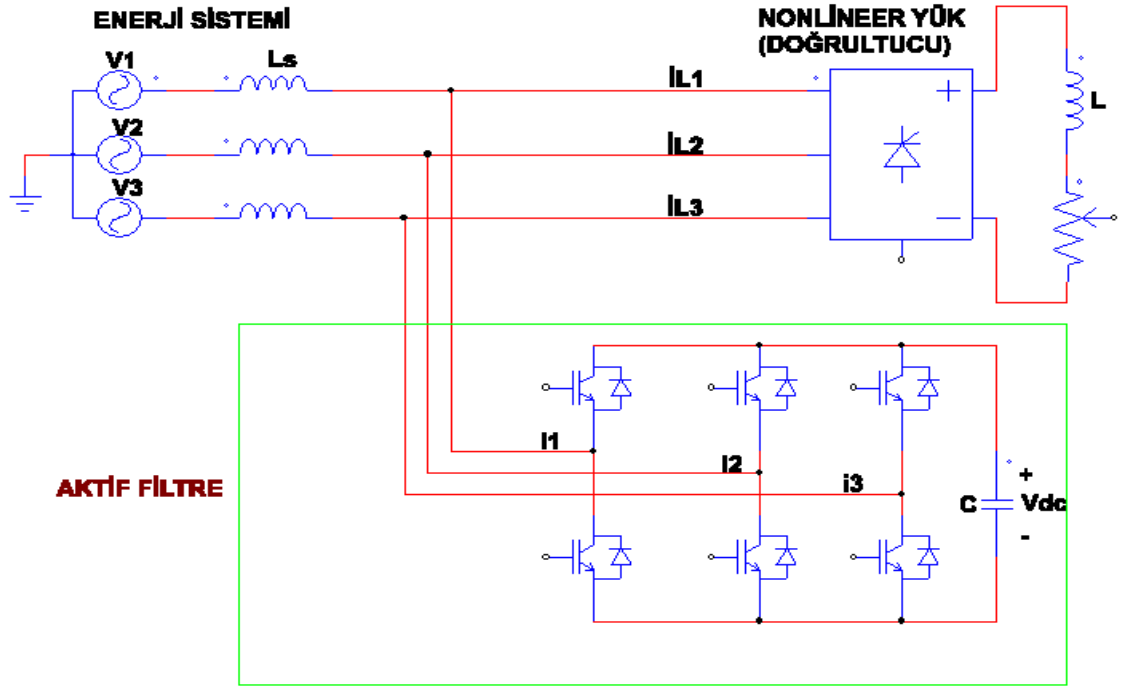 ENERJİ SİSTEMİ
NONLİNEER YÜK
(DOĞRULTUCU)
V1
Ls
İL1
L
V2
İL2
V3
İL3
I1
I2
i3
AKTİF FİLTRE
C
+
Vdc
-